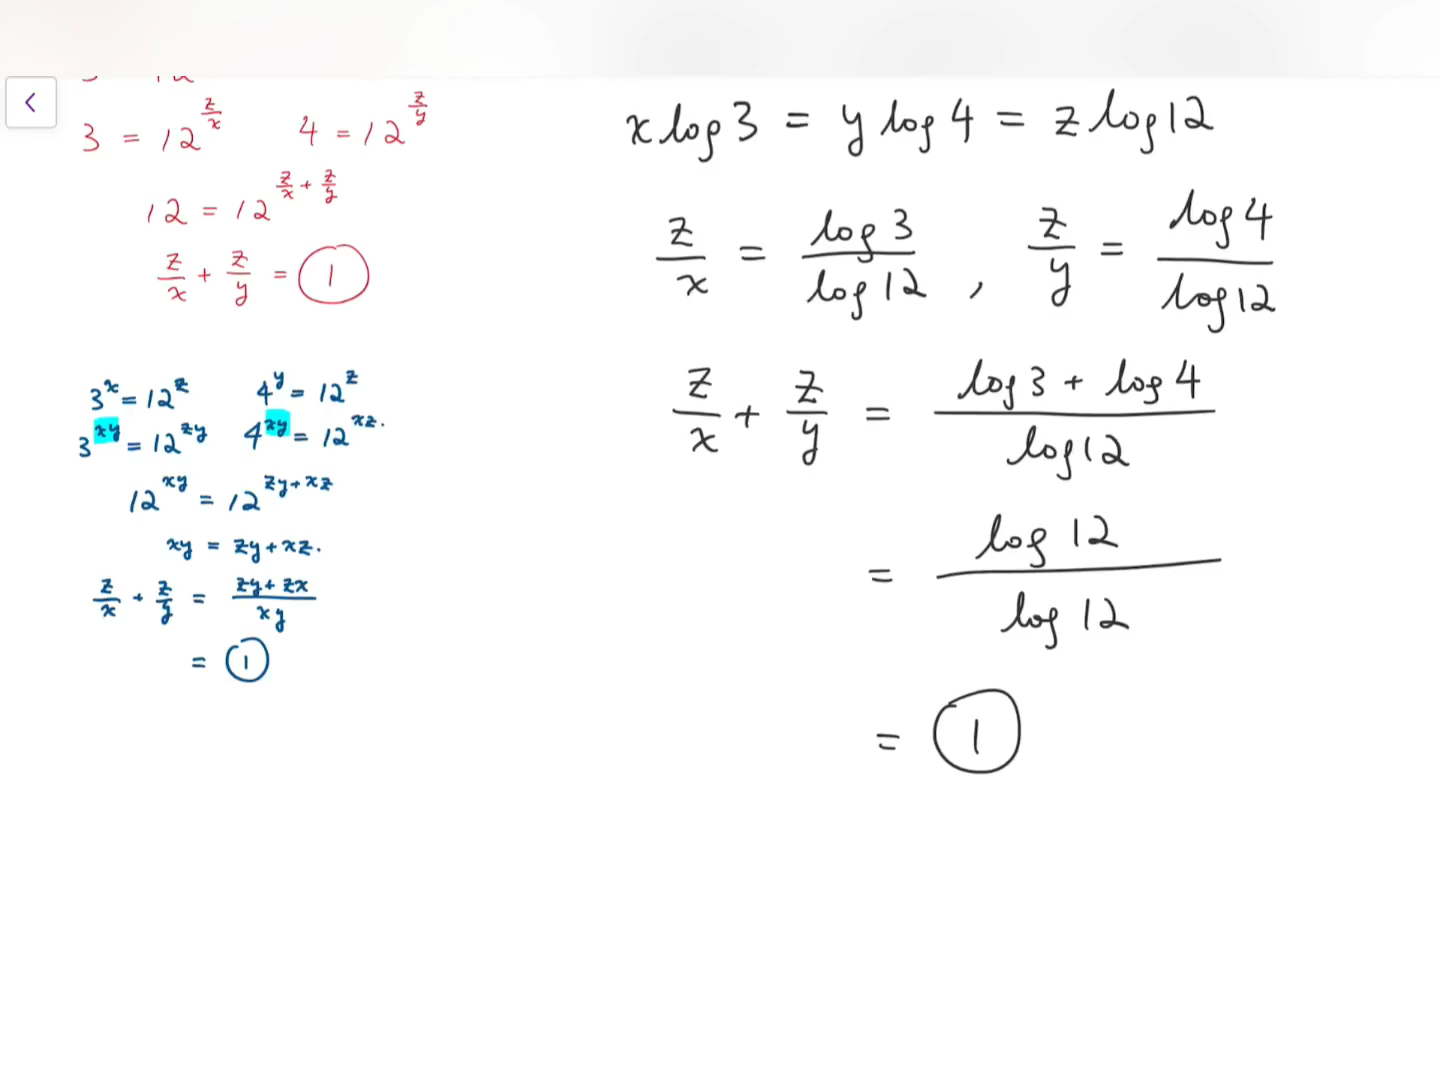 3 = 12^{z/x}    4 = 12^{z/y}
12 = 12^{z/x + z/y}
z/x + z/y = 1
3^x = 12^z    4^y = 12^z
3^{xy} = 12^{zy}    4^{xy} = 12^{xz}.
12^{xy} = 12^{zy+xz}
xy = zy + xz.
z/x + z/y = (zy + zx)/(xy)
= 1
x log 3 = y log 4 = z log 12
z/x = log 3/log 12 , z/y = log 4/log 12
z/x + z/y = (log 3 + log 4)/log 12
= log 12/log 12
= 1